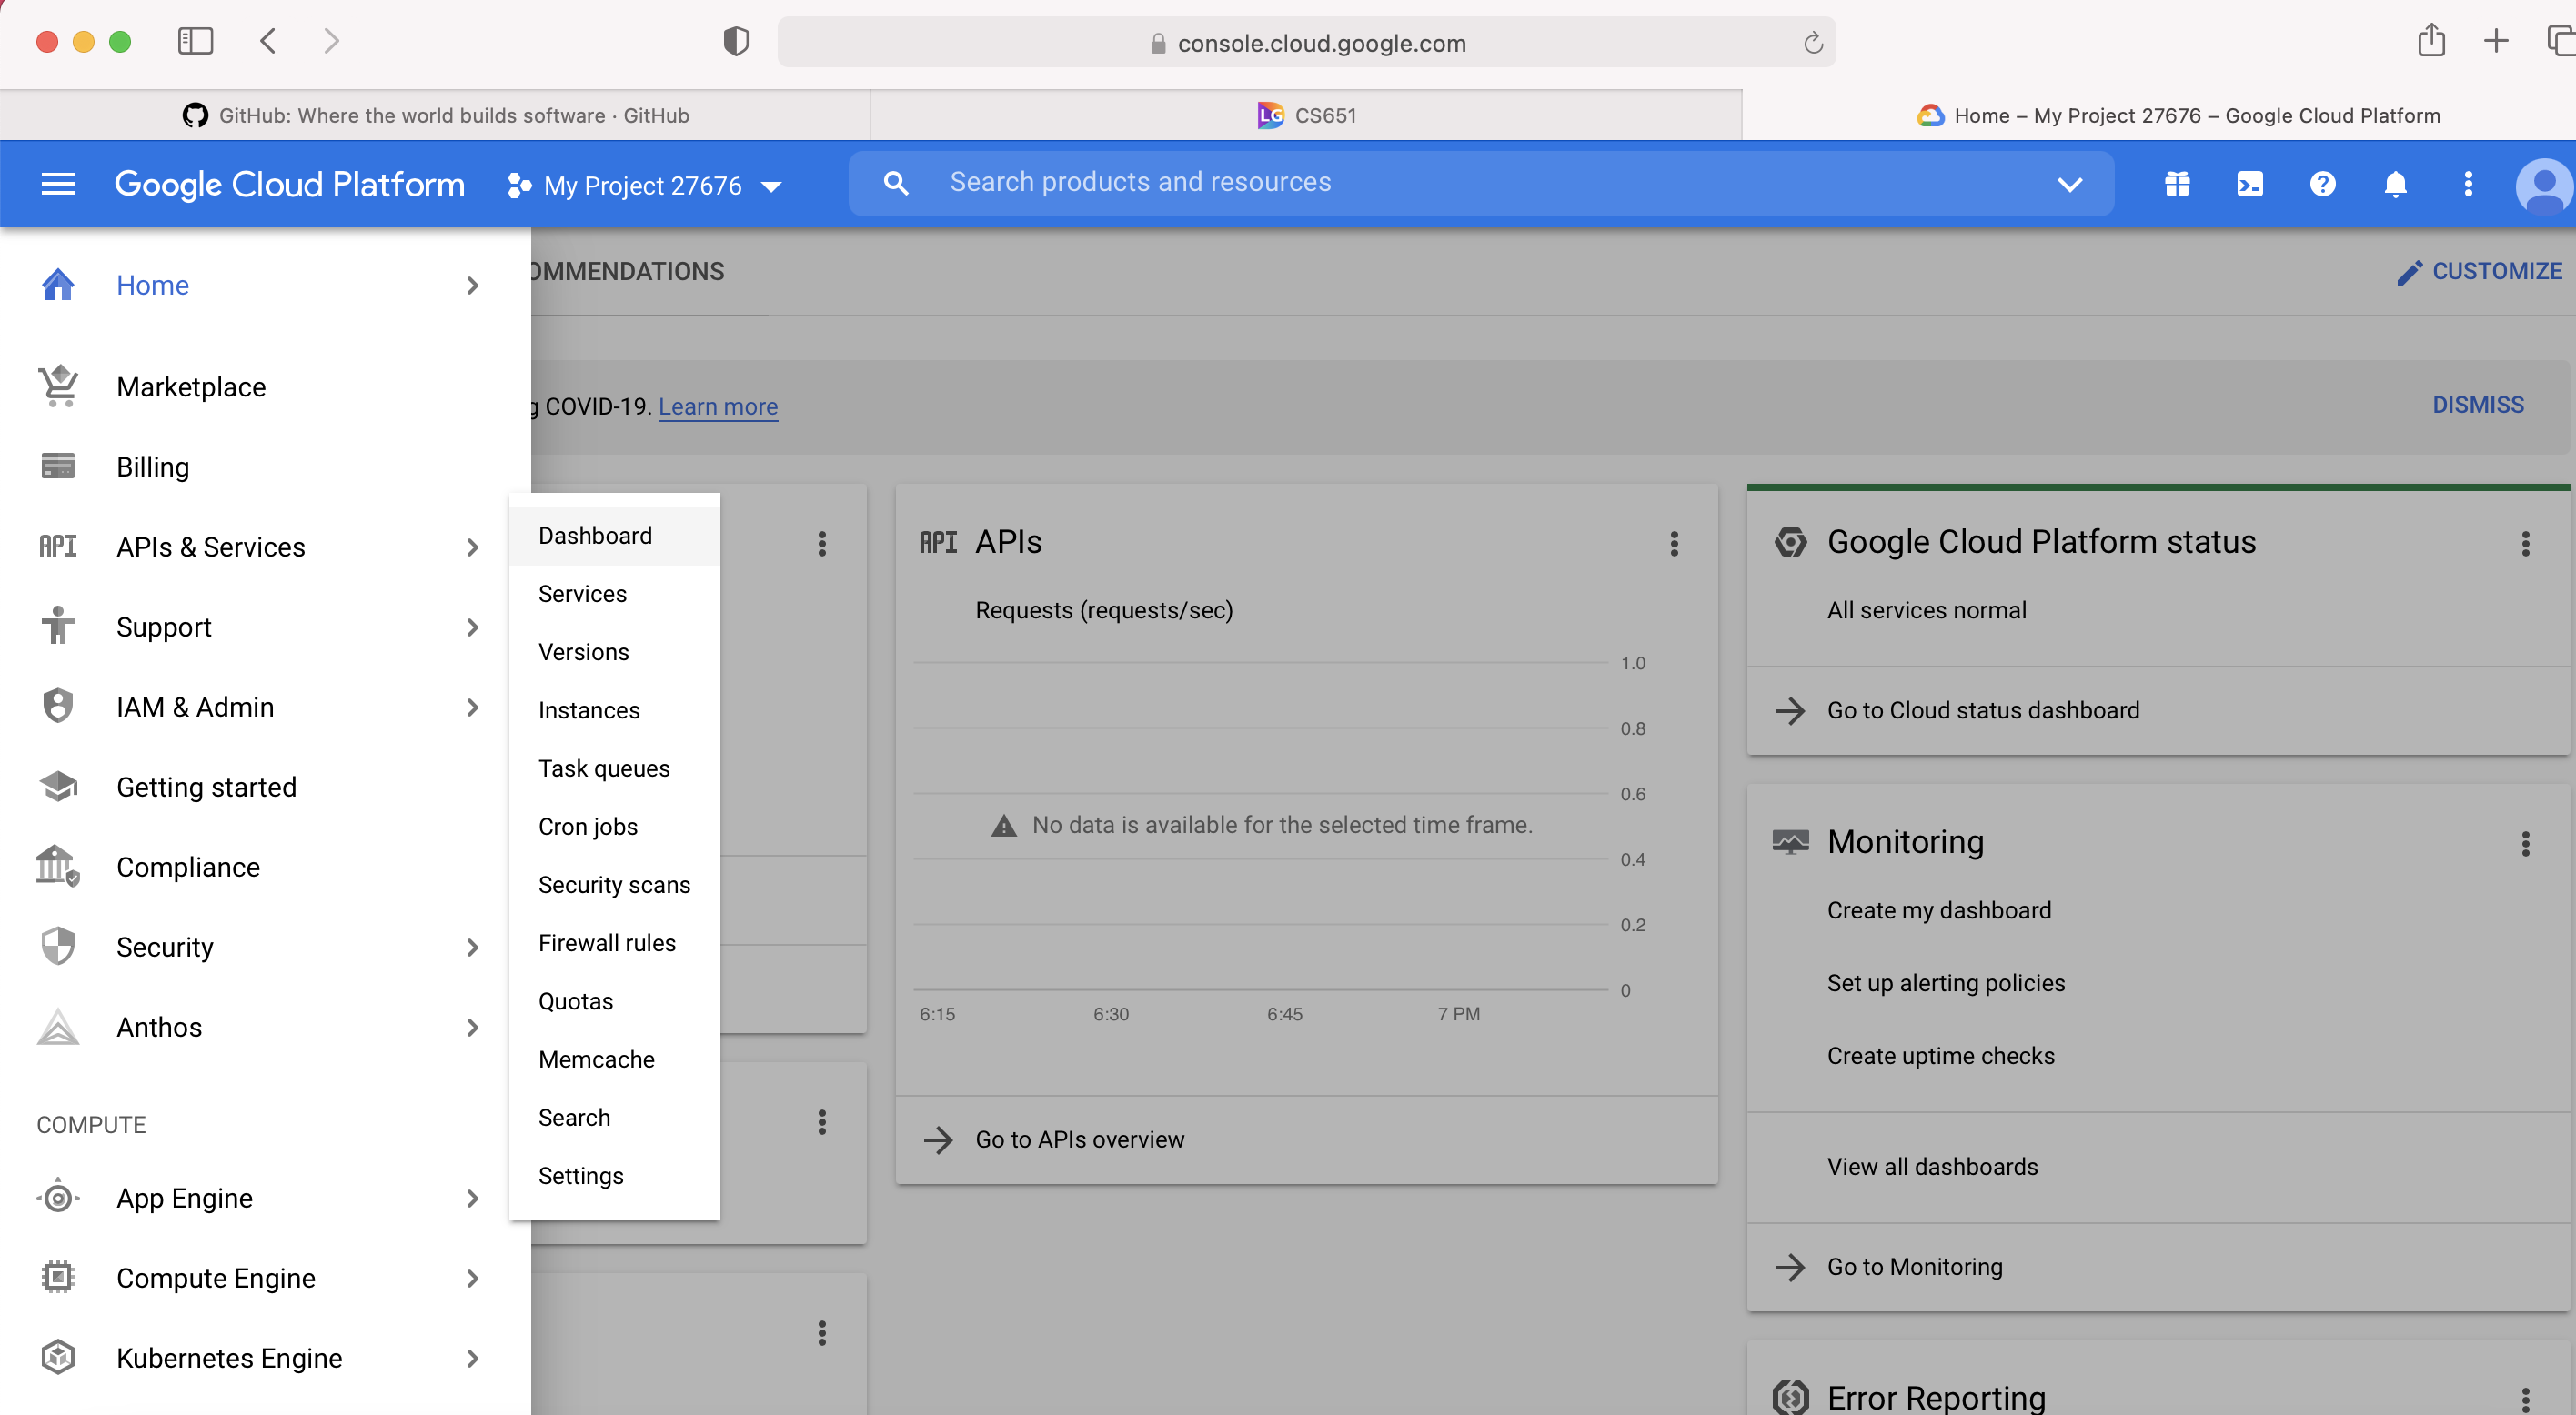 console.cloud.google.com
GitHub: Where the world builds software · GitHub
LG CS651
Home – My Project 27676 – Google Cloud Platform
Google Cloud Platform
My Project 27676
Search products and resources
Home
OMMENDATIONS
CUSTOMIZE
Marketplace
g COVID-19. Learn more
DISMISS
Billing
API APIs & Services
Support
IAM & Admin
Getting started
Compliance
Security
Anthos
COMPUTE
App Engine
Compute Engine
Kubernetes Engine
Dashboard
Services
Versions
Instances
Task queues
Cron jobs
Security scans
Firewall rules
Quotas
Memcache
Search
Settings
API APIs
Requests (requests/sec)
1.0
0.8
0.6
No data is available for the selected time frame.
0.4
0.2
0
6:15 6:30 6:45 7 PM
Go to APIs overview
Google Cloud Platform status
All services normal
Go to Cloud status dashboard
Monitoring
Create my dashboard
Set up alerting policies
Create uptime checks
View all dashboards
Go to Monitoring
Error Reporting